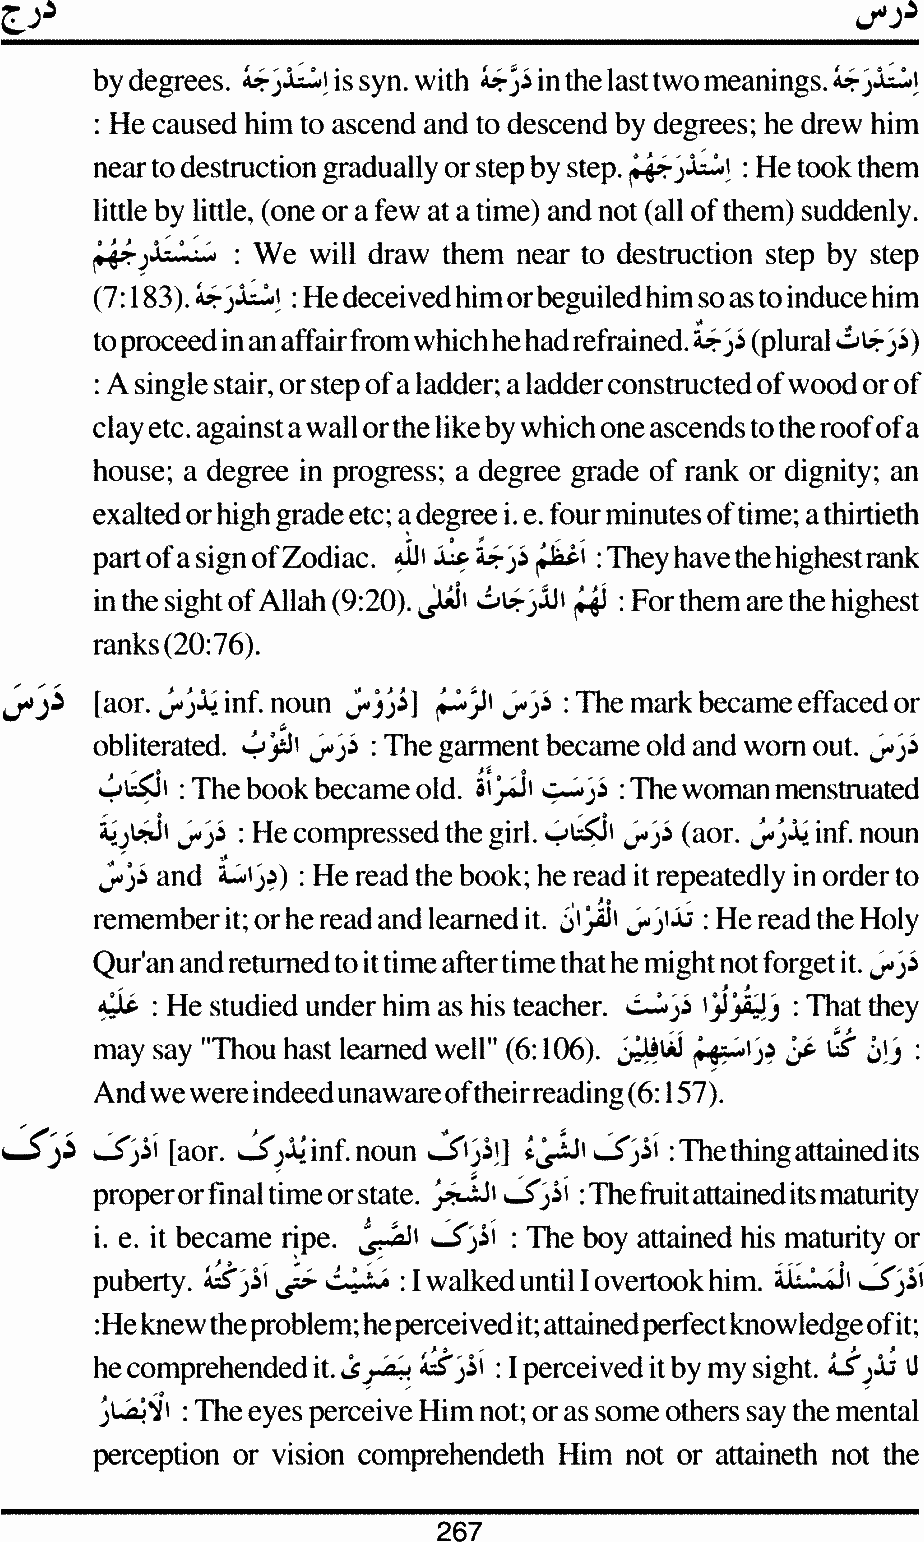 درج درس
by degrees. اِسْتَدْرَجَهٗ is syn. with دَرَّجَهٗ in the last two meanings. اِسْتَدْرَجَهٗ
: He caused him to ascend and to descend by degrees; he drew him
near to destruction gradually or step by step. اِسْتَدْرَجَهُمْ : He took them
little by little, (one or a few at a time) and not (all of them) suddenly.
سَنَسْتَدْرِجُهُمْ : We will draw them near to destruction step by step
(7:183). اِسْتَدْرَجَهٗ : He deceived him or beguiled him so as to induce him
to proceed in an affair from which he had refrained. دَرَجَةٌ (plural دَرَجَاتٌ)
: A single stair, or step of a ladder; a ladder constructed of wood or of
clay etc. against a wall or the like by which one ascends to the roof of a
house; a degree in progress; a degree grade of rank or dignity; an
exalted or high grade etc; a degree i. e. four minutes of time; a thirtieth
part of a sign of Zodiac. اَعْظَمُ دَرَجَةً عِنْدَ اللّٰهِ : They have the highest rank
in the sight of Allah (9:20). لَهُمُ الدَّرَجَاتُ الْعُلٰى : For them are the highest
ranks (20:76).
دَرَسَ [aor. يَدْرُسُ inf. noun دُرُوْسٌ] دَرَسَ الرَّسْمُ : The mark became effaced or
obliterated. دَرَسَ الثَّوْبُ : The garment became old and worn out. دَرَسَ
الْكِتَابُ : The book became old. دَرَسَتِ الْمَرْأَةُ : The woman menstruated
دَرَسَ الْجَارِيَةَ : He compressed the girl. دَرَسَ الْكِتَابَ (aor. يَدْرُسُ inf. noun
دَرْسٌ and دِرَاسَةٌ) : He read the book; he read it repeatedly in order to
remember it; or he read and learned it. تَدَارَسَ الْقُرْاٰنَ : He read the Holy
Qur'an and returned to it time after time that he might not forget it. دَرَسَ
عَلَيْهِ : He studied under him as his teacher. وَلِيَقُوْلُوْا دَرَسْتَ : That they
may say "Thou hast learned well" (6:106). وَاِنْ كُنَّا عَنْ دِرَاسَتِهِمْ لَغَافِلِيْنَ :
And we were indeed unaware of their reading (6:157).
دَرَكَ اَدْرَكَ [aor. يُدْرِكُ inf. noun اِدْرَاكٌ] اَدْرَكَ الشَّيْءُ : The thing attained its
proper or final time or state. اَدْرَكَ الشَّجَرُ : The fruit attained its maturity
i. e. it became ripe. اَدْرَكَ الصَّبِيُّ : The boy attained his maturity or
puberty. مَشَيْتُ حَتّٰى اَدْرَكْتُهٗ : I walked until I overtook him. اَدْرَكَ الْمَسْئَلَةَ
:He knew the problem; he perceived it; attained perfect knowledge of it;
he comprehended it. اَدْرَكْتُهٗ بِبَصَرِىْ : I perceived it by my sight. لَا تُدْرِكُهُ
الْاَبْصَارُ : The eyes perceive Him not; or as some others say the mental
perception or vision comprehendeth Him not or attaineth not the
267